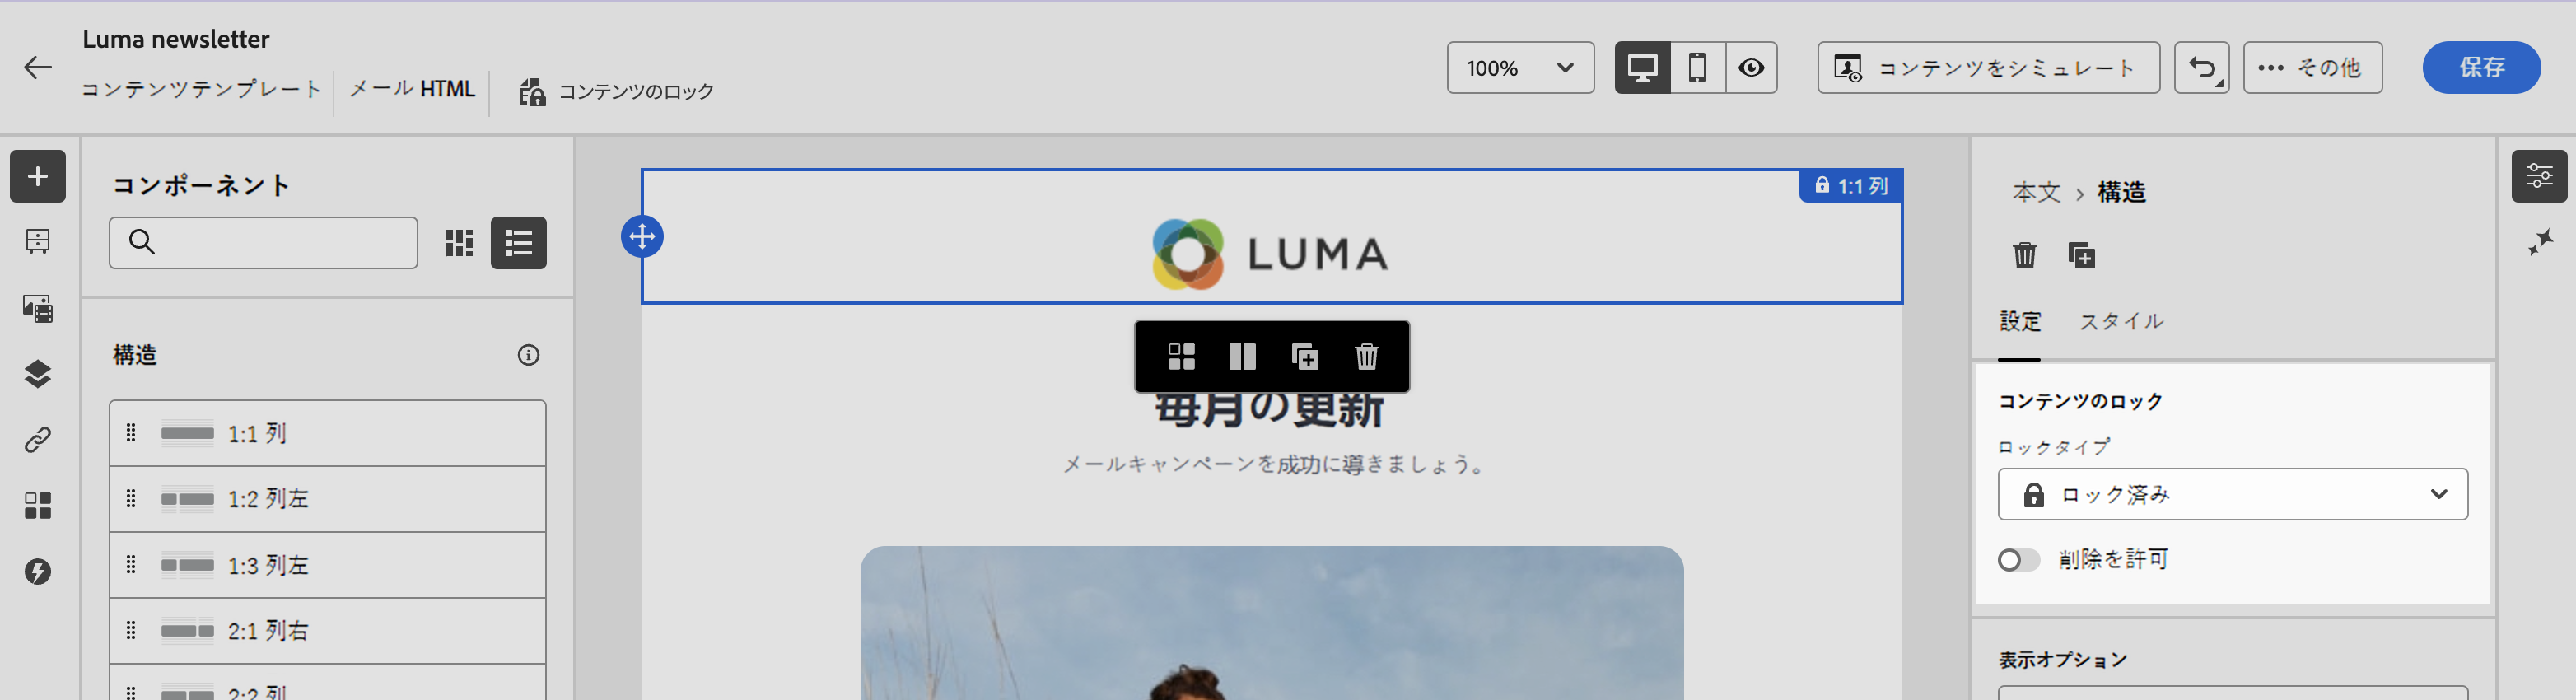 Luma newsletter
コンテンツテンプレート
メール HTML
コンテンツのロック
100%
コンテンツをシミュレート
その他
保存
コンポーネント
構造
1:1 列
1:2 列左
1:3 列左
2:1 列右
2:2 列
1:1 列
LUMA
毎月の更新
メールキャンペーンを成功に導きましょう。
本文 › 構造
設定
スタイル
コンテンツのロック
ロックタイプ
ロック済み
削除を許可
表示オプション